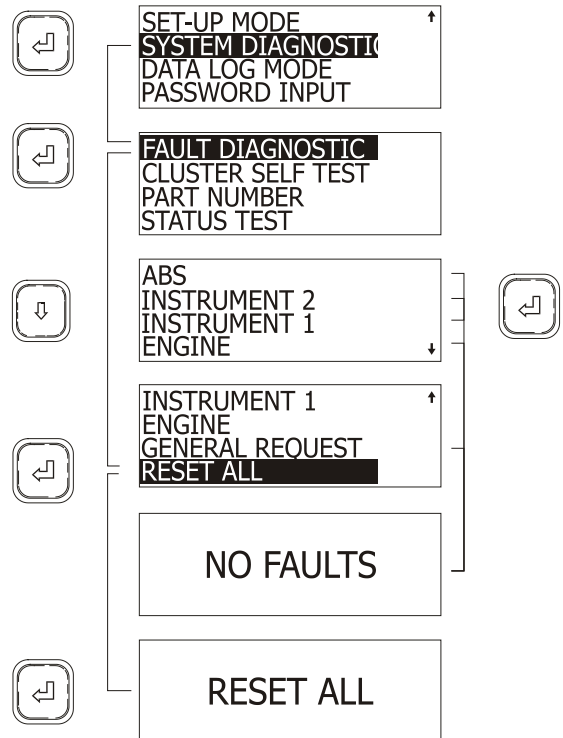 SET-UP MODE
SYSTEM DIAGNOSTIC
DATA LOG MODE
PASSWORD INPUT
FAULT DIAGNOSTIC
CLUSTER SELF TEST
PART NUMBER
STATUS TEST
ABS
INSTRUMENT 2
INSTRUMENT 1
ENGINE
INSTRUMENT 1
ENGINE
GENERAL REQUEST
RESET ALL
NO FAULTS
RESET ALL